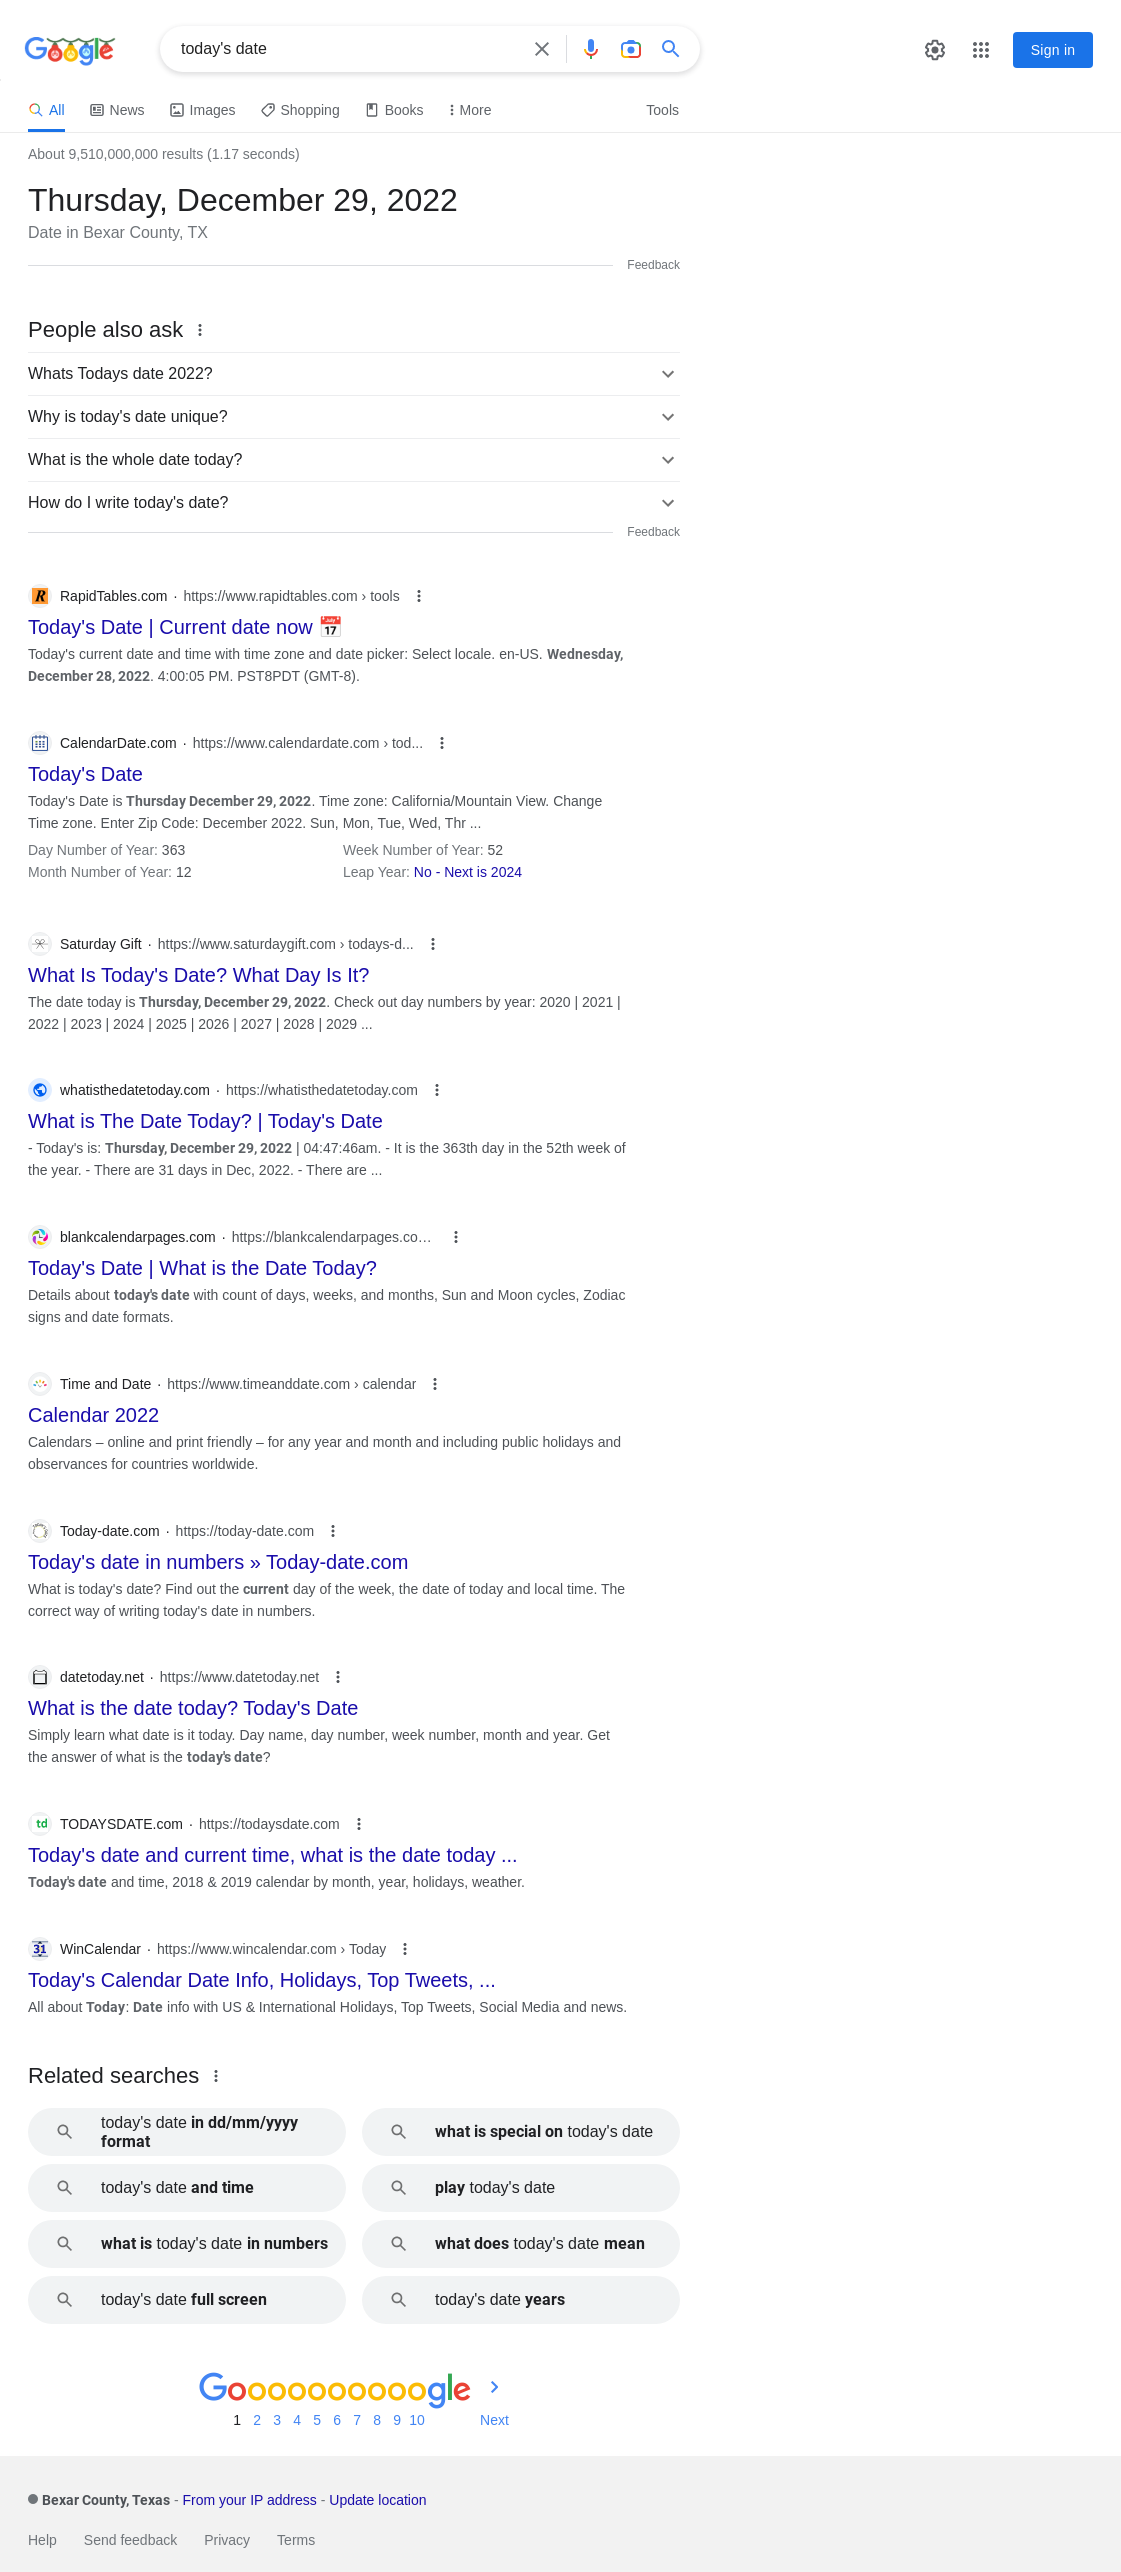 Google
today's date
Sign in
All News Images Shopping Books More Tools
About 9,510,000,000 results (1.17 seconds)
Thursday, December 29, 2022
Date in Bexar County, TX
Feedback
People also ask
Whats Todays date 2022?
Why is today's date unique?
What is the whole date today?
How do I write today's date?
Feedback
RapidTables.com · https://www.rapidtables.com › tools
Today's Date | Current date now 📅
Today's current date and time with time zone and date picker: Select locale. en-US. Wednesday,
December 28, 2022. 4:00:05 PM. PST8PDT (GMT-8).
CalendarDate.com · https://www.calendardate.com › tod...
Today's Date
Today's Date is Thursday December 29, 2022. Time zone: California/Mountain View. Change
Time zone. Enter Zip Code: December 2022. Sun, Mon, Tue, Wed, Thr ...
Day Number of Year: 363 Week Number of Year: 52
Month Number of Year: 12 Leap Year: No - Next is 2024
Saturday Gift · https://www.saturdaygift.com › todays-d...
What Is Today's Date? What Day Is It?
The date today is Thursday, December 29, 2022. Check out day numbers by year: 2020 | 2021 |
2022 | 2023 | 2024 | 2025 | 2026 | 2027 | 2028 | 2029 ...
whatisthedatetoday.com · https://whatisthedatetoday.com
What is The Date Today? | Today's Date
- Today's is: Thursday, December 29, 2022 | 04:47:46am. - It is the 363th day in the 52th week of
the year. - There are 31 days in Dec, 2022. - There are ...
blankcalendarpages.com · https://blankcalendarpages.co...
Today's Date | What is the Date Today?
Details about today's date with count of days, weeks, and months, Sun and Moon cycles, Zodiac
signs and date formats.
Time and Date · https://www.timeanddate.com › calendar
Calendar 2022
Calendars – online and print friendly – for any year and month and including public holidays and
observances for countries worldwide.
Today-date.com · https://today-date.com
Today's date in numbers » Today-date.com
What is today's date? Find out the current day of the week, the date of today and local time. The
correct way of writing today's date in numbers.
datetoday.net · https://www.datetoday.net
What is the date today? Today's Date
Simply learn what date is it today. Day name, day number, week number, month and year. Get
the answer of what is the today's date?
td TODAYSDATE.com · https://todaysdate.com
Today's date and current time, what is the date today ...
Today's date and time, 2018 & 2019 calendar by month, year, holidays, weather.
31 WinCalendar · https://www.wincalendar.com › Today
Today's Calendar Date Info, Holidays, Top Tweets, ...
All about Today: Date info with US & International Holidays, Top Tweets, Social Media and news.
Related searches
today's date in dd/mm/yyyy
format
what is special on today's date
today's date and time
play today's date
what is today's date in numbers
what does today's date mean
today's date full screen
today's date years
Goooooooooogle
1 2 3 4 5 6 7 8 9 10 Next
Bexar County, Texas - From your IP address - Update location
Help Send feedback Privacy Terms